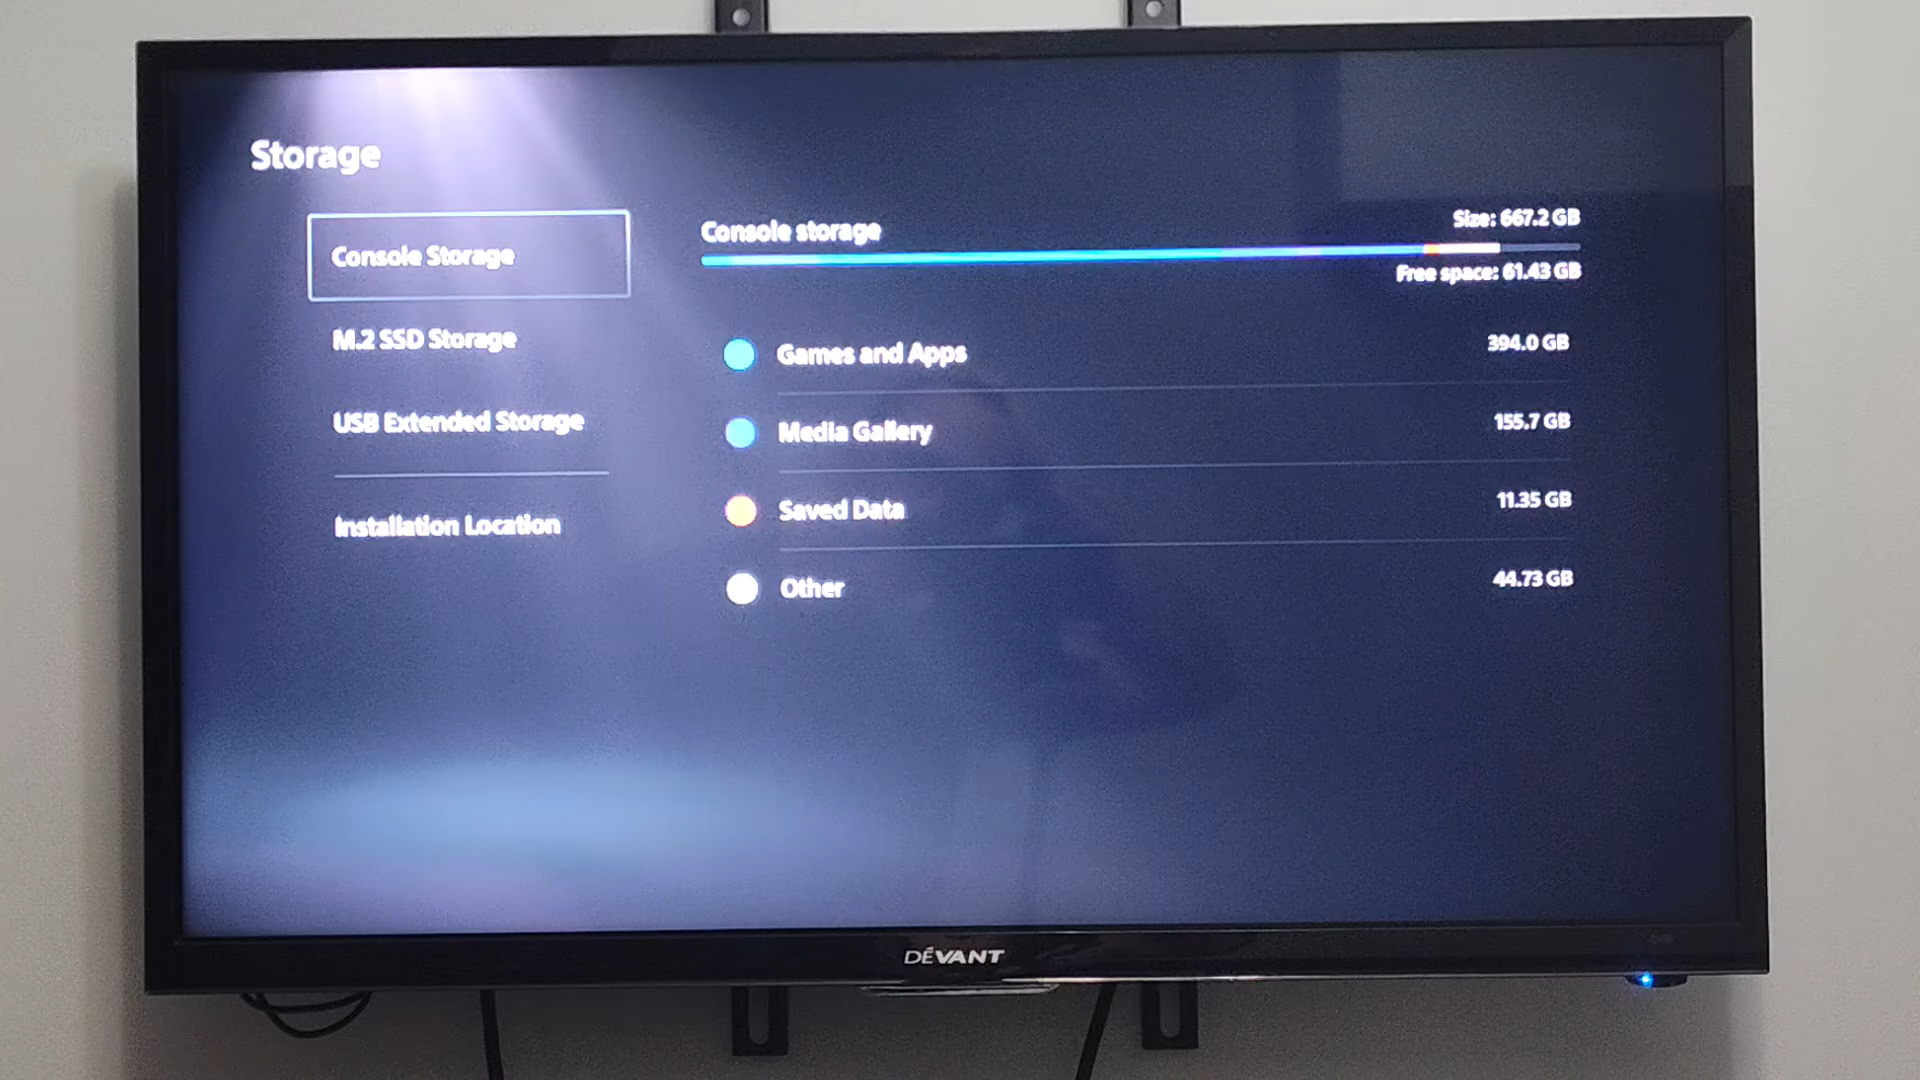 Storage
Console Storage
M.2 SSD Storage
USB Extended Storage
Installation Location
Console storage
Size: 667.2 GB
Free space: 61.43 GB
Games and Apps
394.0 GB
Media Gallery
155.7 GB
Saved Data
11.35 GB
Other
44.73 GB
DÉVANT